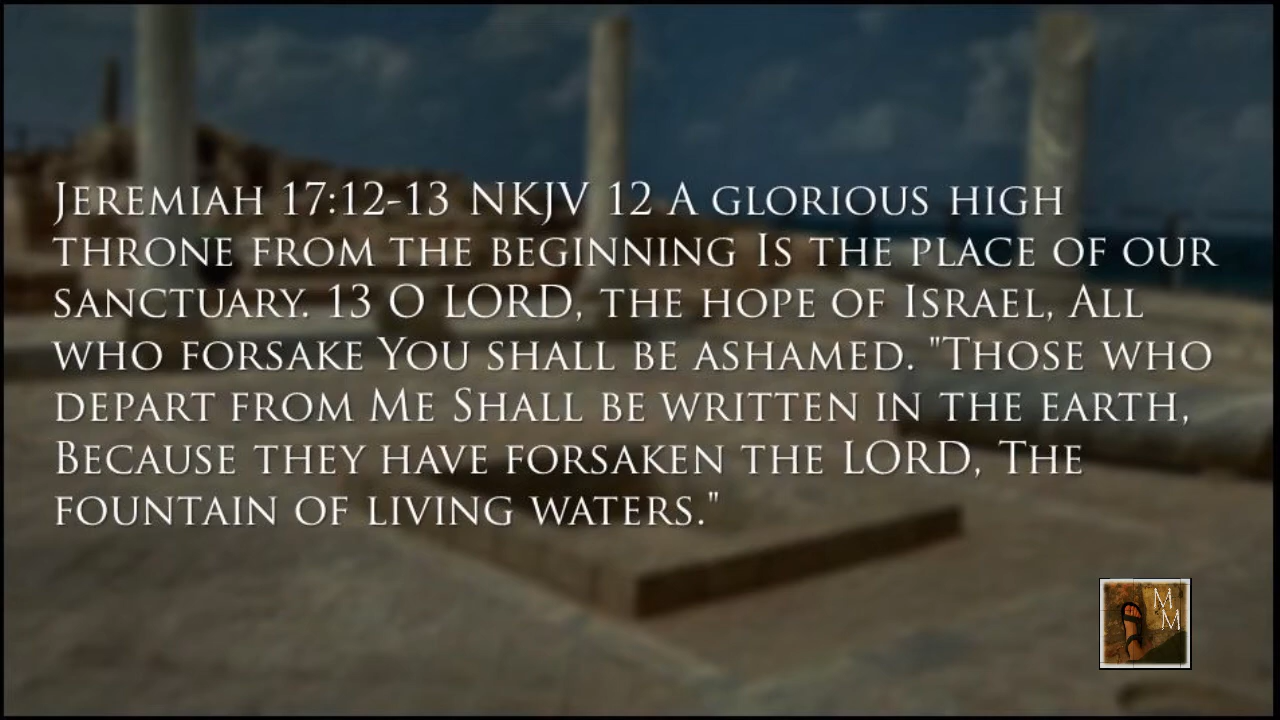 Jeremiah 17:12-13 NKJV 12 A glorious high
throne from the beginning Is the place of our
sanctuary. 13 O LORD, the hope of Israel, All
who forsake You shall be ashamed. "Those who
depart from Me Shall be written in the earth,
Because they have forsaken the LORD, The
fountain of living waters."
M
M